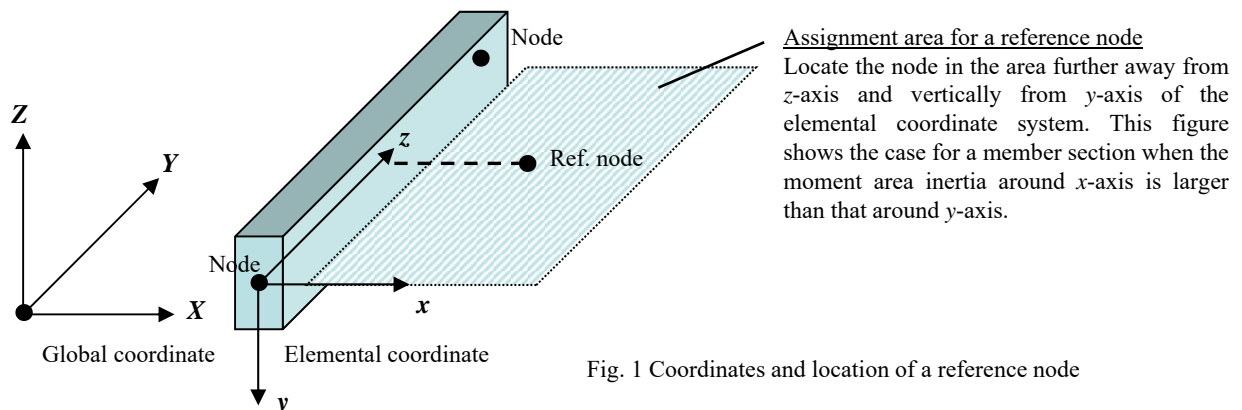 Node
Assignment area for a reference node
Locate the node in the area further away from
z-axis and vertically from y-axis of the
elemental coordinate system. This figure
shows the case for a member section when the
moment area inertia around x-axis is larger
than that around y-axis.
Z
Y
z
Ref. node
Node
X
x
Global coordinate
Elemental coordinate
y
Fig. 1 Coordinates and location of a reference node